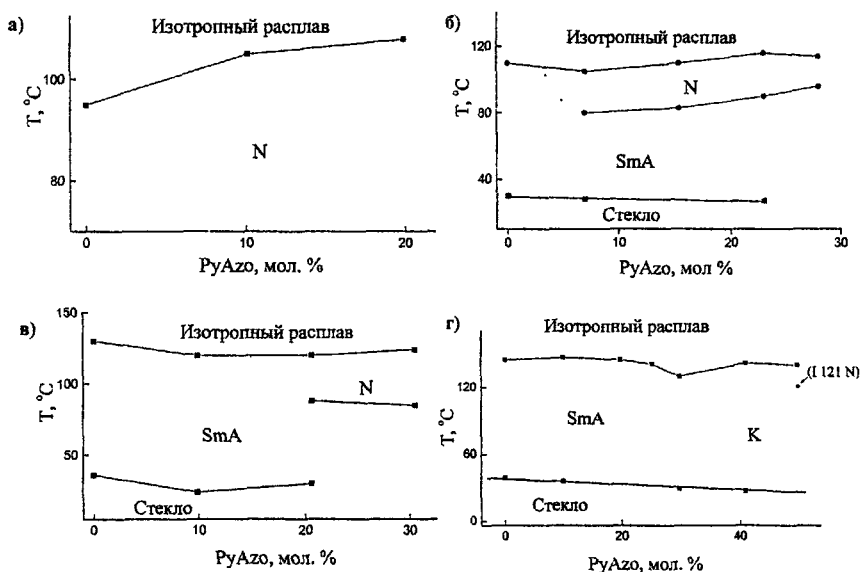 а)
Изотропный расплав
T, °C
100
80
N
0
10
20
PyAzo, мол. %
б)
Изотропный расплав
T, °C
120
80
40
N
SmA
Стекло
0
10
20
30
PyAzo, мол %
в)
Изотропный расплав
T, °C
150
100
50
N
SmA
Стекло
0
10
20
30
PyAzo, мол. %
г)
Изотропный расплав
T, °C
120
60
0
(I 121 N)
SmA
K
Стекло
0
20
40
PyAzo, мол. %